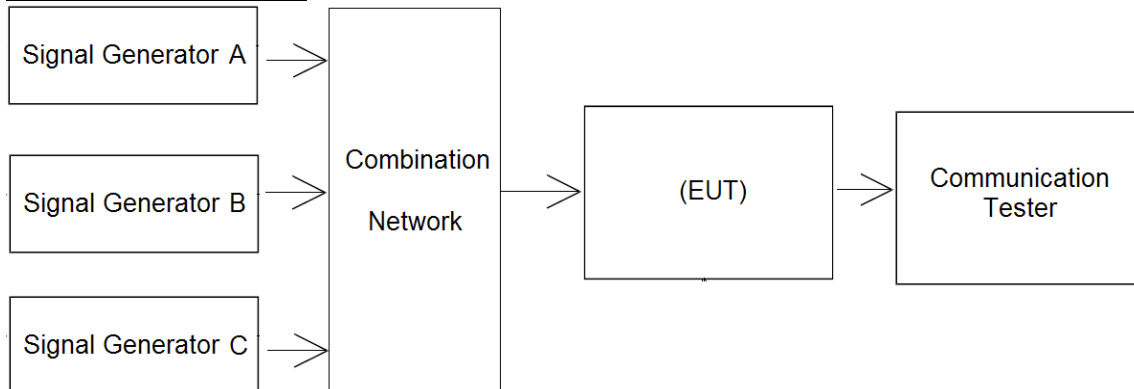 Signal Generator A
Signal Generator B
Signal Generator C
Combination
Network
(EUT)
Communication
Tester